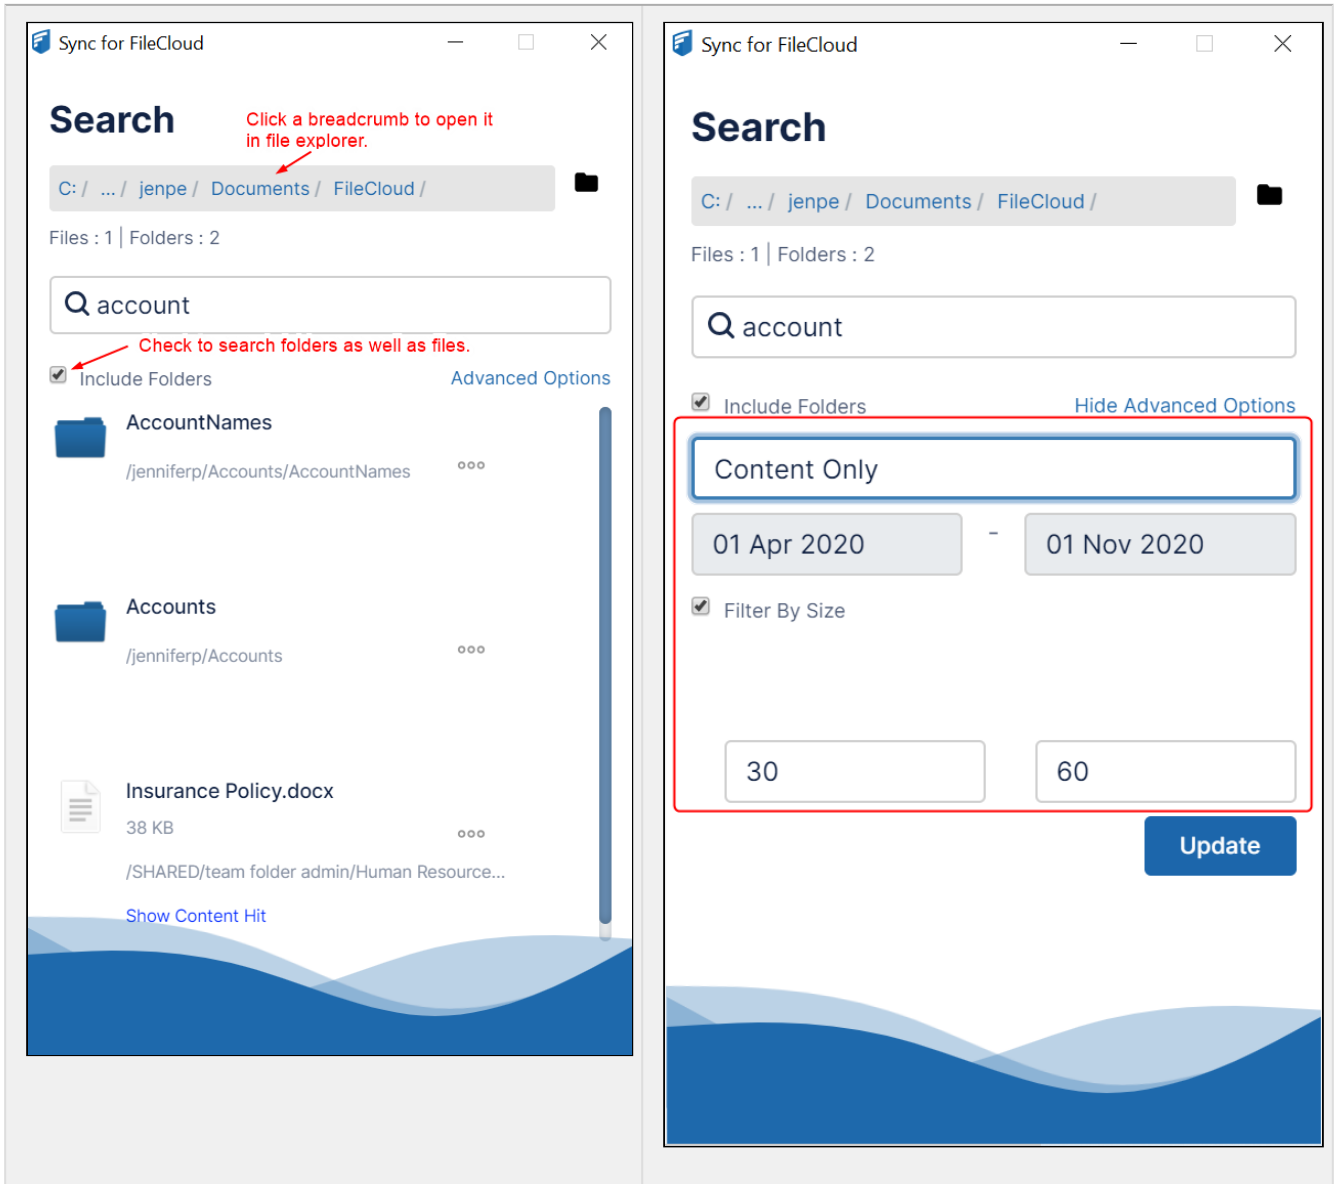 Sync for FileCloud
Search
Click a breadcrumb to open it
in file explorer.
C: / ... / jenpe / Documents / FileCloud /
Files : 1 | Folders : 2
account
Check to search folders as well as files.
Include Folders
Advanced Options
AccountNames
/jenniferp/Accounts/AccountNames
Accounts
/jenniferp/Accounts
Insurance Policy.docx
38 KB
/SHARED/team folder admin/Human Resource...
Show Content Hit
Sync for FileCloud
Search
C: / ... / jenpe / Documents / FileCloud /
Files : 1 | Folders : 2
account
Include Folders
Hide Advanced Options
Content Only
01 Apr 2020 - 01 Nov 2020
Filter By Size
30 60
Update